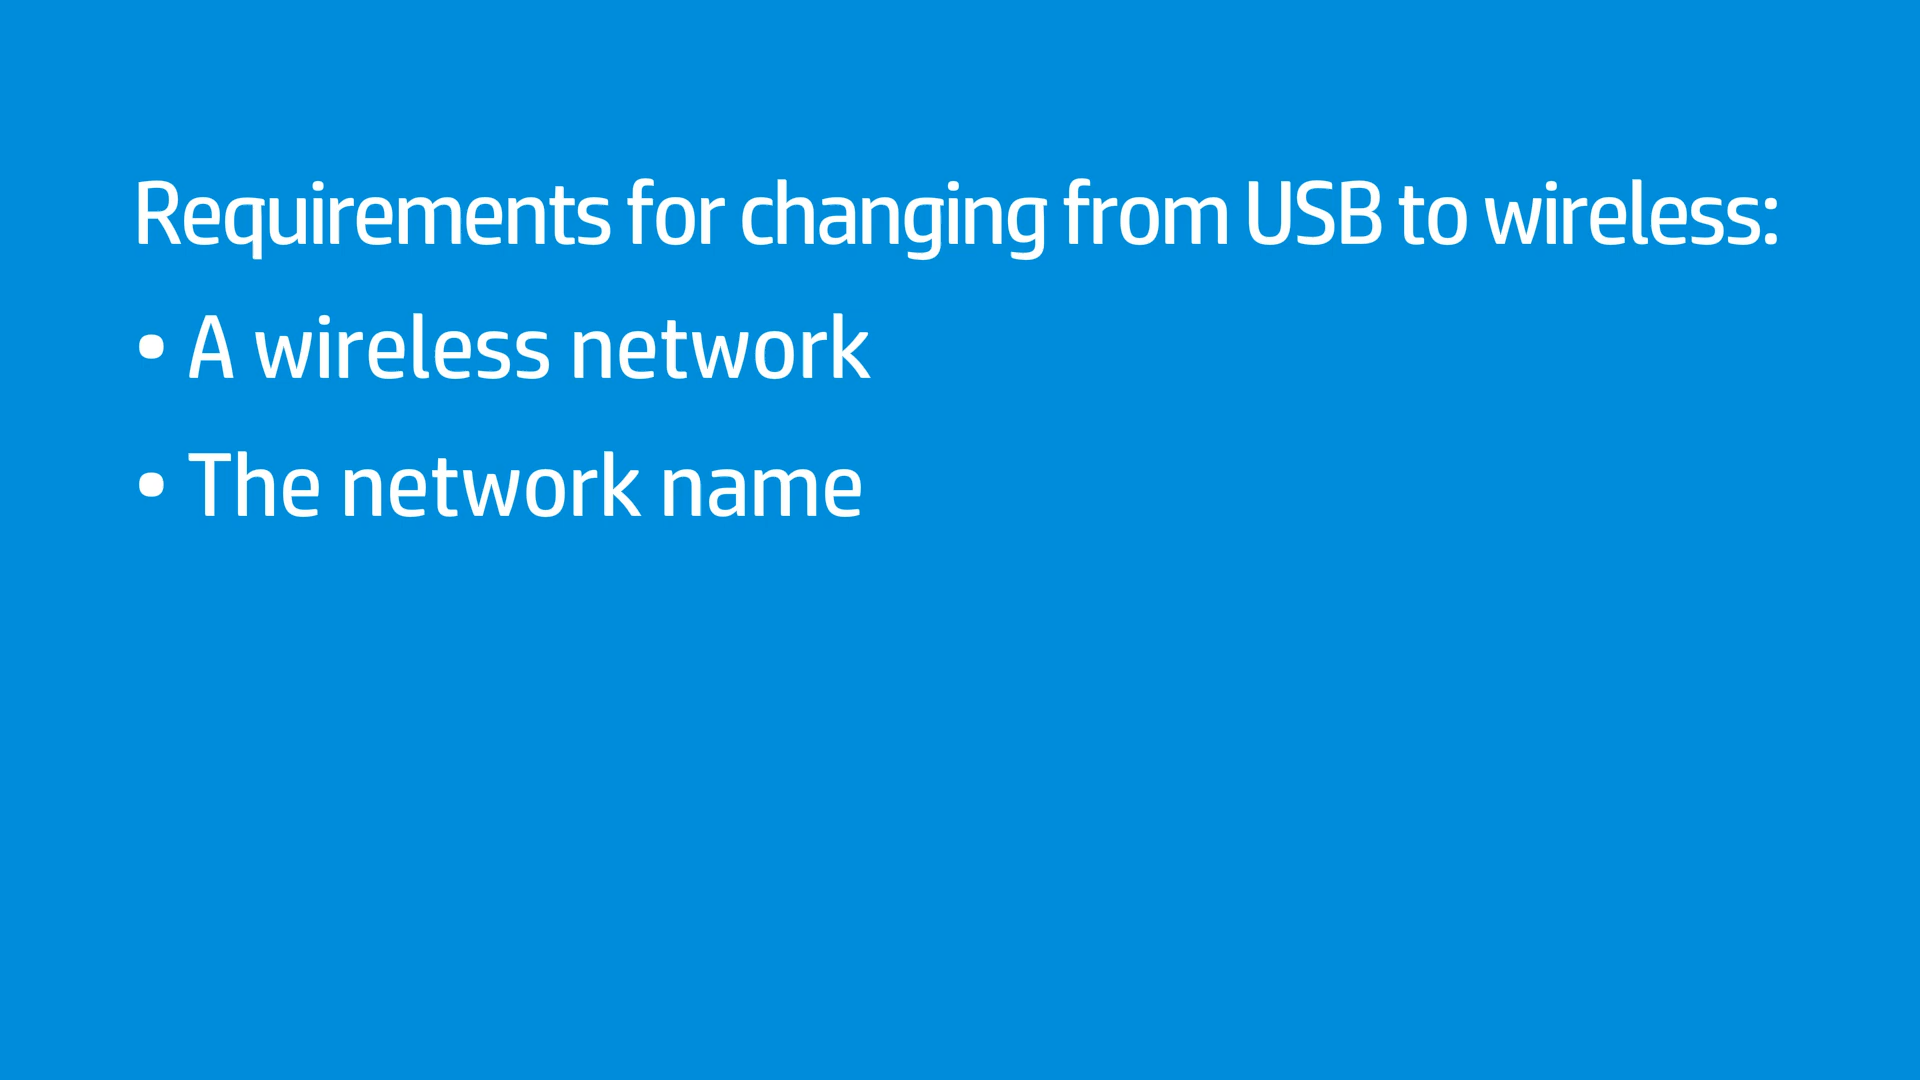 Requirements for changing from USB to wireless:
• A wireless network
• The network name